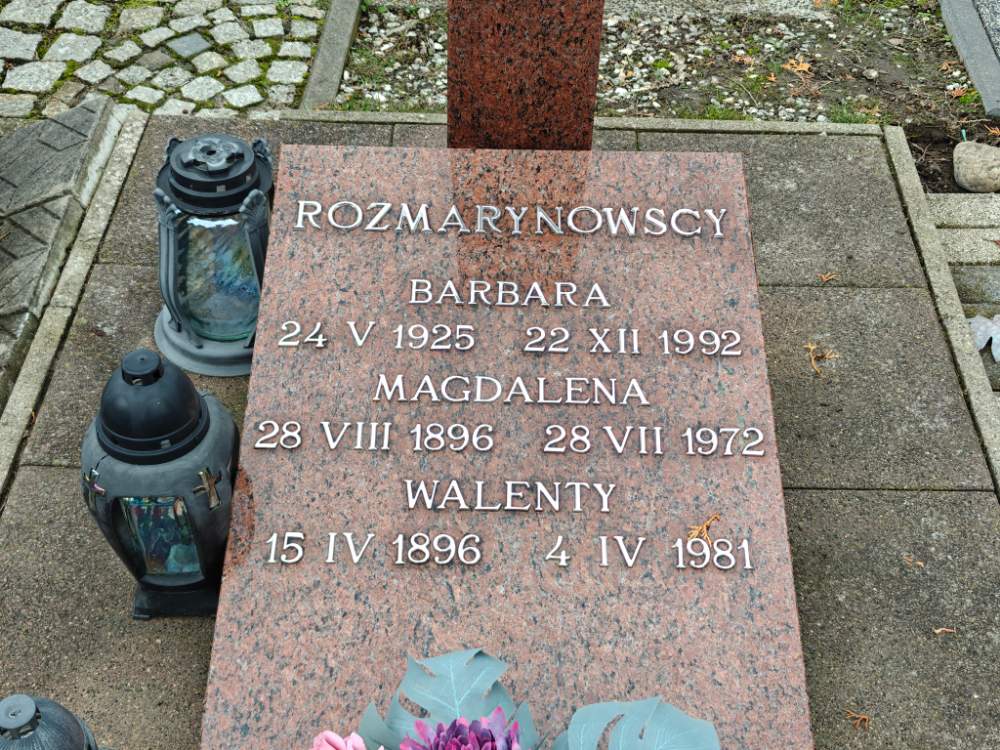 ROZMARYNOWSCY
BARBARA
24 V 1925 22 XII 1992
MAGDALENA
28 VIII 1896 28 VII 1972
WALENTY
15 IV 1896 4 IV 1981